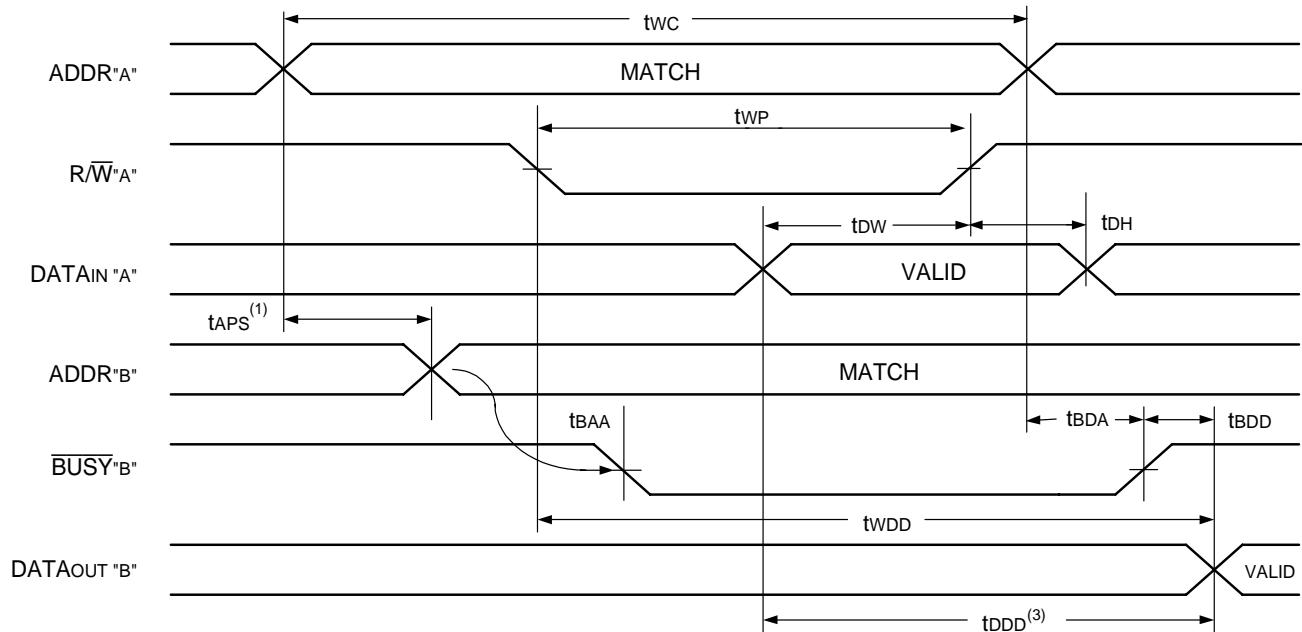 tWC
ADDR"A"
MATCH
tWP
R/W̅"A"
tDW
tDH
DATAIN "A"
VALID
tAPS(1)
ADDR"B"
MATCH
tBAA
tBDA
tBDD
B̅U̅S̅Y̅"B"
tWDD
DATAOUT "B"
VALID
tDDD(3)